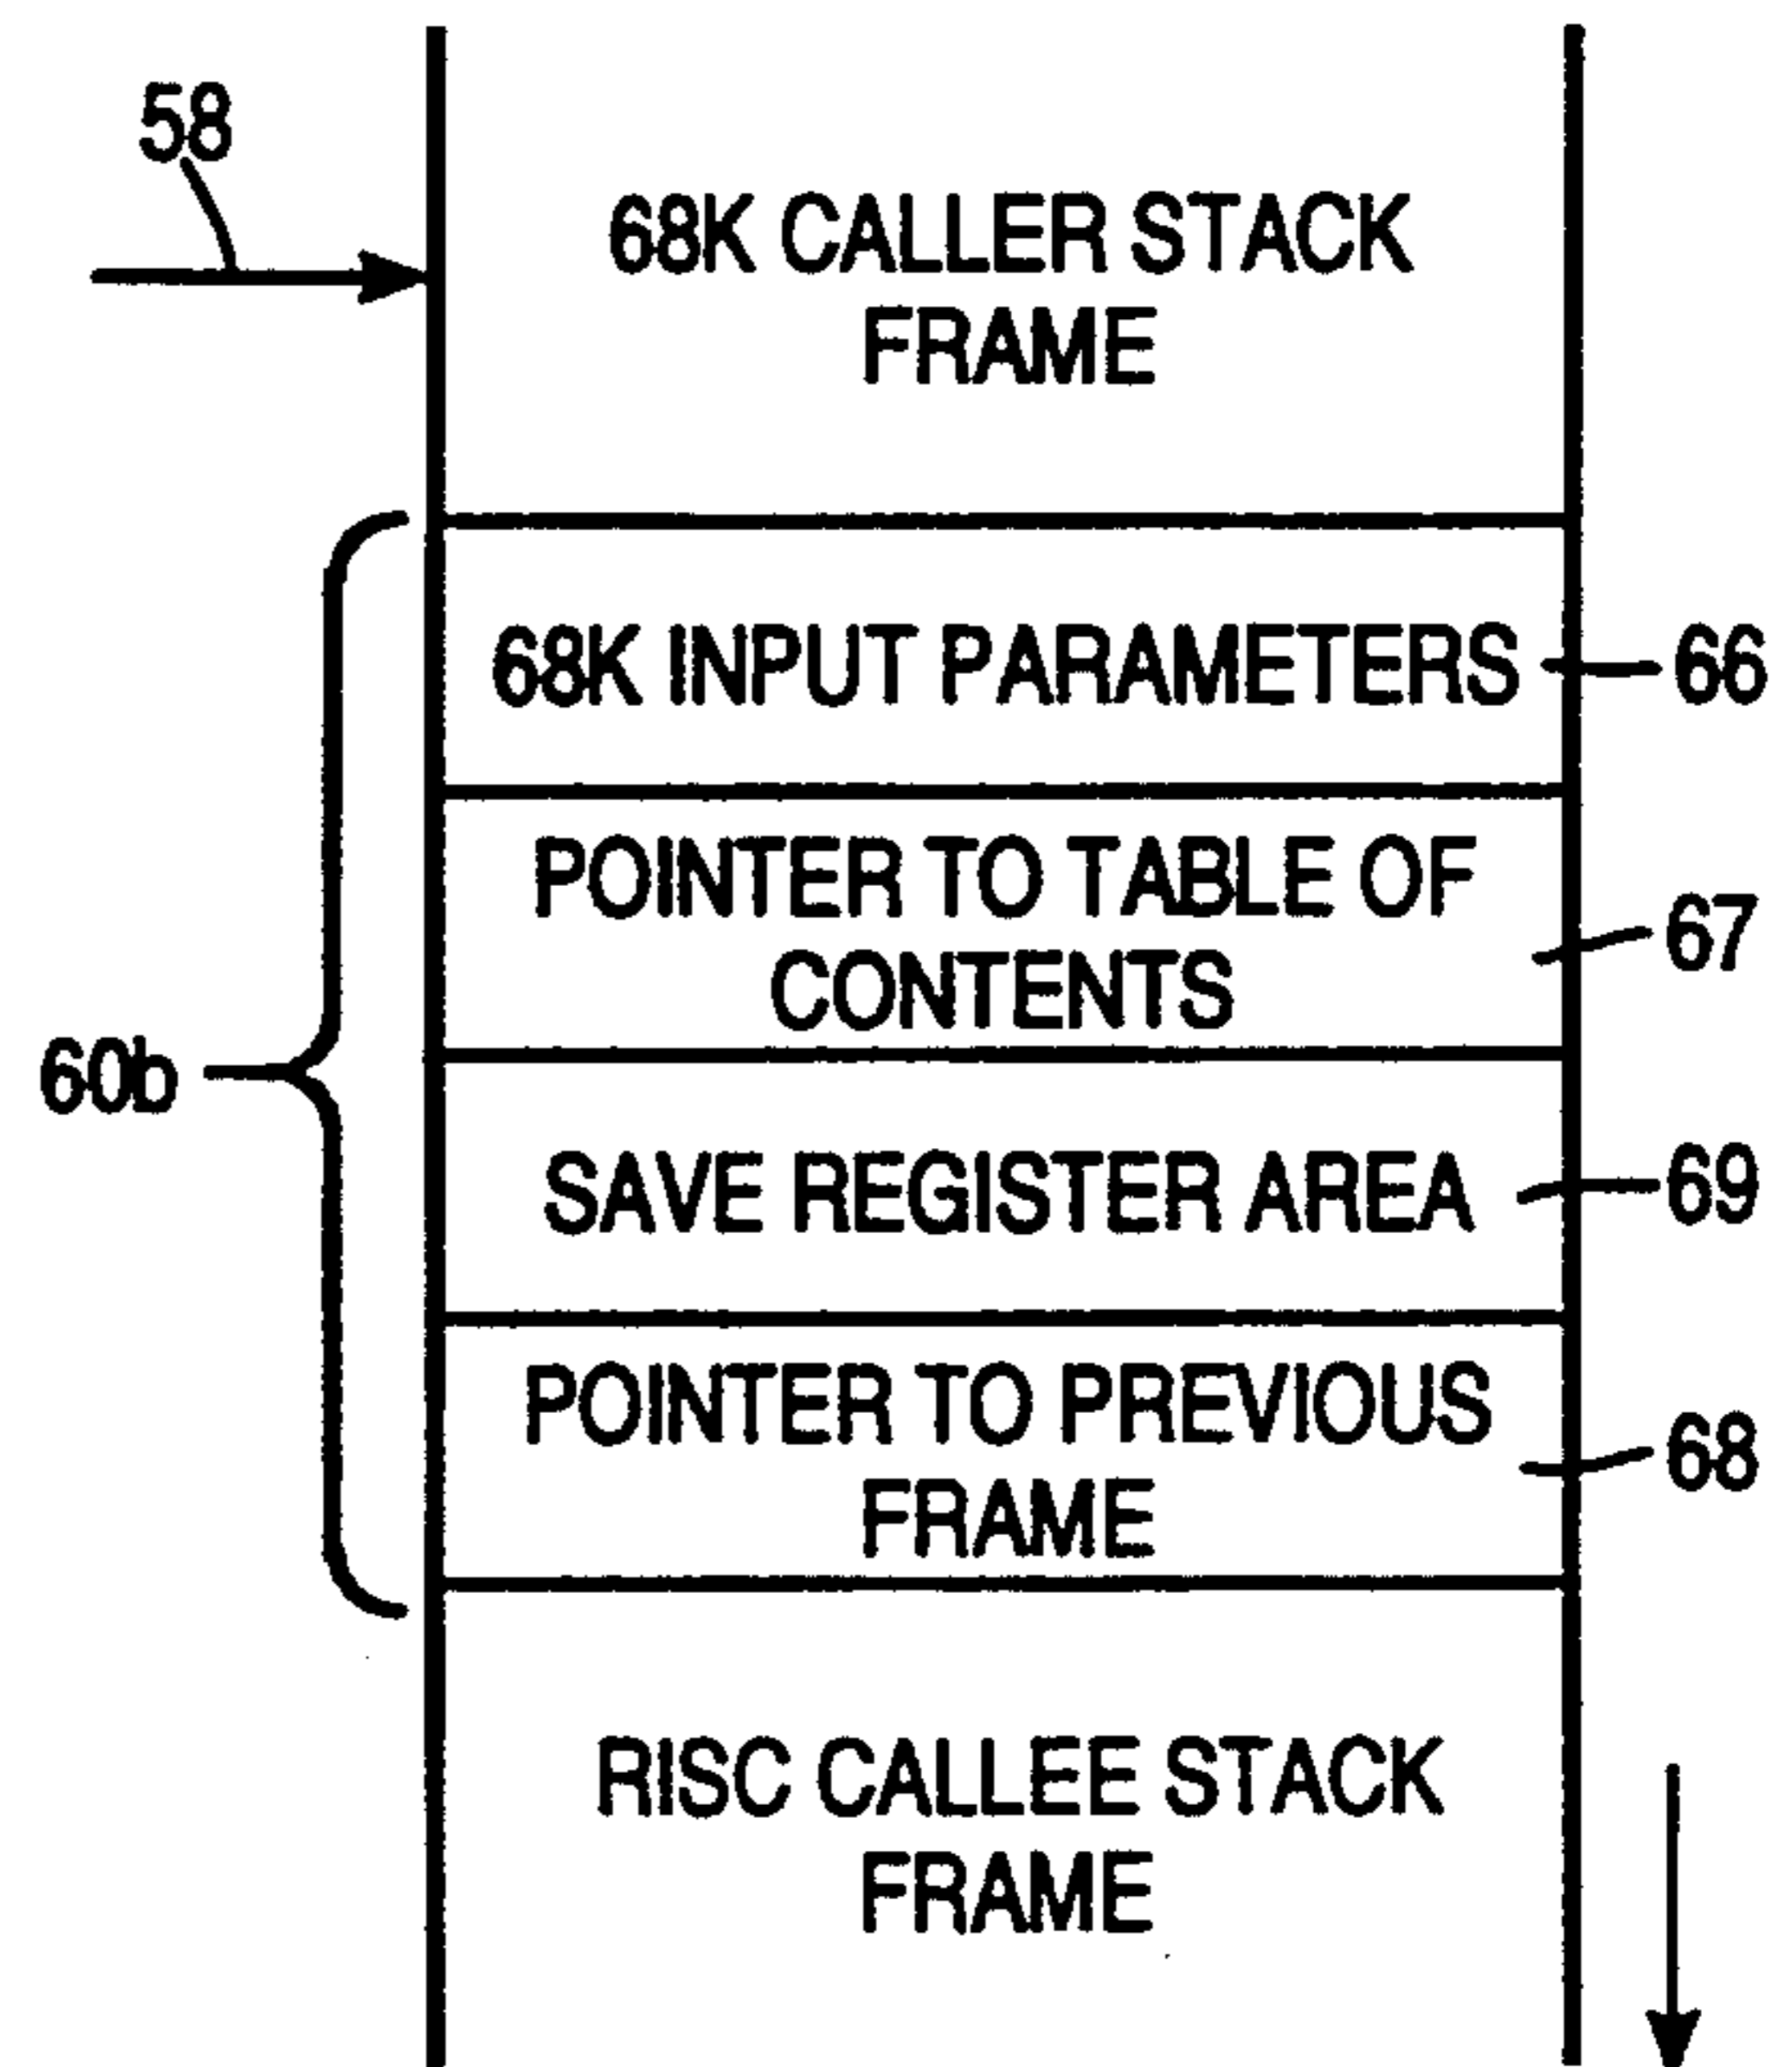 58
68K CALLER STACK
FRAME
68K INPUT PARAMETERS
66
POINTER TO TABLE OF
CONTENTS
67
60b
SAVE REGISTER AREA
69
POINTER TO PREVIOUS
FRAME
68
RISC CALLEE STACK
FRAME